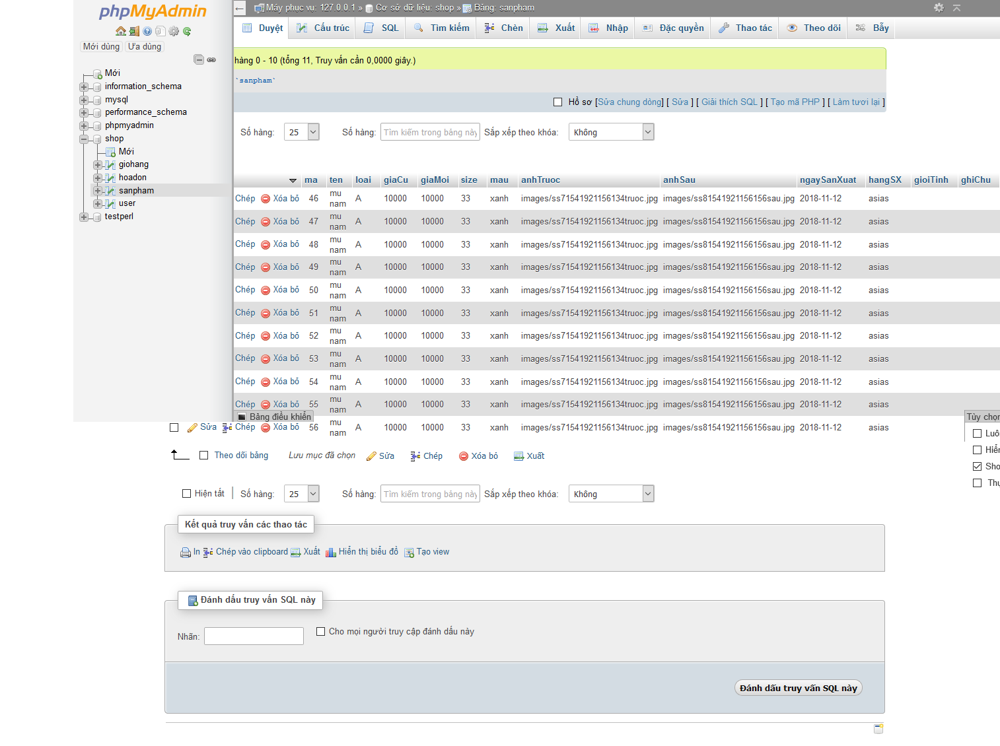 phpMyAdmin
Mới dùng Ưa dùng
Mới
information_schema
mysql
performance_schema
phpmyadmin
shop
Mới
giohang
hoadon
sanpham
user
testperl
Máy phục vụ: 127.0.0.1 » Cơ sở dữ liệu: shop » Bảng: sanpham
Duyệt Cấu trúc SQL Tìm kiếm Chèn Xuất Nhập Đặc quyền Thao tác Theo dõi Bẫy
hàng 0 - 10 (tổng 11, Truy vấn cần 0,0000 giây.)
`sanpham`
Hồ sơ [Sửa chung dòng] [ Sửa ] [ Giải thích SQL ] [ Tạo mã PHP ] [ Làm tươi lại ]
Số hàng: 25 Số hàng: Tìm kiếm trong bảng này Sắp xếp theo khóa: Không
ma ten loai giaCu giaMoi size mau anhTruoc anhSau ngaySanXuat hangSX gioiTinh ghiChu
Chép Xóa bỏ 46 mu nam A 10000 10000 33 xanh images/ss71541921156134truoc.jpg images/ss81541921156156sau.jpg 2018-11-12 asias
Chép Xóa bỏ 47 mu nam A 10000 10000 33 xanh images/ss71541921156134truoc.jpg images/ss81541921156156sau.jpg 2018-11-12 asias
Chép Xóa bỏ 48 mu nam A 10000 10000 33 xanh images/ss71541921156134truoc.jpg images/ss81541921156156sau.jpg 2018-11-12 asias
Chép Xóa bỏ 49 mu nam A 10000 10000 33 xanh images/ss71541921156134truoc.jpg images/ss81541921156156sau.jpg 2018-11-12 asias
Chép Xóa bỏ 50 mu nam A 10000 10000 33 xanh images/ss71541921156134truoc.jpg images/ss81541921156156sau.jpg 2018-11-12 asias
Chép Xóa bỏ 51 mu nam A 10000 10000 33 xanh images/ss71541921156134truoc.jpg images/ss81541921156156sau.jpg 2018-11-12 asias
Chép Xóa bỏ 52 mu nam A 10000 10000 33 xanh images/ss71541921156134truoc.jpg images/ss81541921156156sau.jpg 2018-11-12 asias
Chép Xóa bỏ 53 mu nam A 10000 10000 33 xanh images/ss71541921156134truoc.jpg images/ss81541921156156sau.jpg 2018-11-12 asias
Chép Xóa bỏ 54 mu nam A 10000 10000 33 xanh images/ss71541921156134truoc.jpg images/ss81541921156156sau.jpg 2018-11-12 asias
Chép Xóa bỏ 55 mu nam A 10000 10000 33 xanh images/ss71541921156134truoc.jpg images/ss81541921156156sau.jpg 2018-11-12 asias
Bảng điều khiển
Sửa Chép Xóa bỏ 56 mu nam A 10000 10000 33 xanh images/ss71541921156134truoc.jpg images/ss81541921156156sau.jpg 2018-11-12 asias
Tùy chọn
Luô
Hiể
Sho
Thự
Theo dõi bảng Lưu mục đã chọn Sửa Chép Xóa bỏ Xuất
Hiện tất Số hàng: 25 Số hàng: Tìm kiếm trong bảng này Sắp xếp theo khóa: Không
Kết quả truy vấn các thao tác
In Chép vào clipboard Xuất Hiển thị biểu đồ Tạo view
Đánh dấu truy vấn SQL này
Nhãn: Cho mọi người truy cập đánh dấu này
Đánh dấu truy vấn SQL này